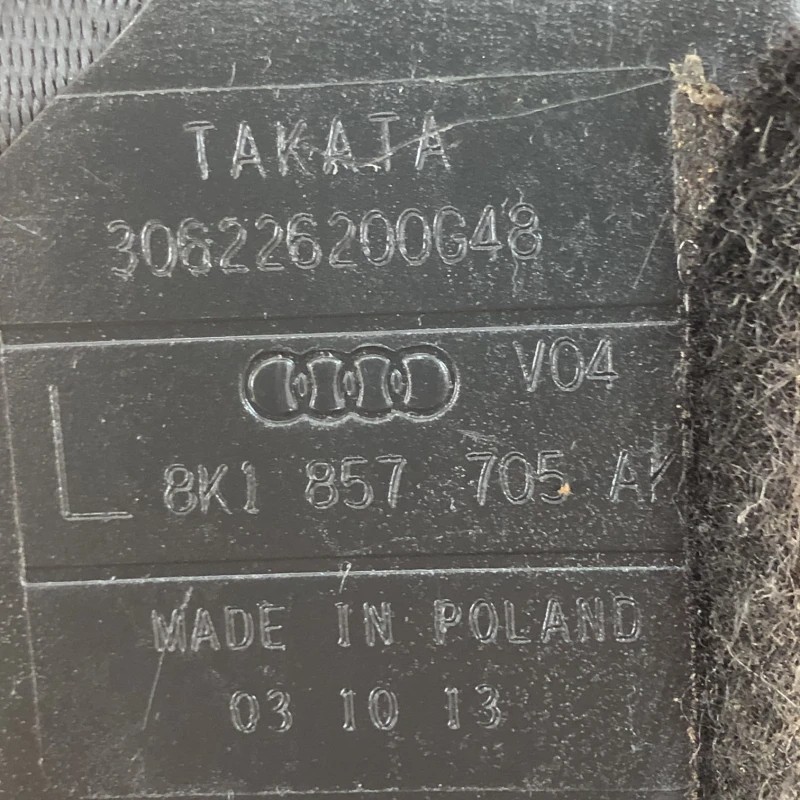 TAKATA
306226200G48
V04
L 8K1 857 705
MADE IN POLAND
03 10 13